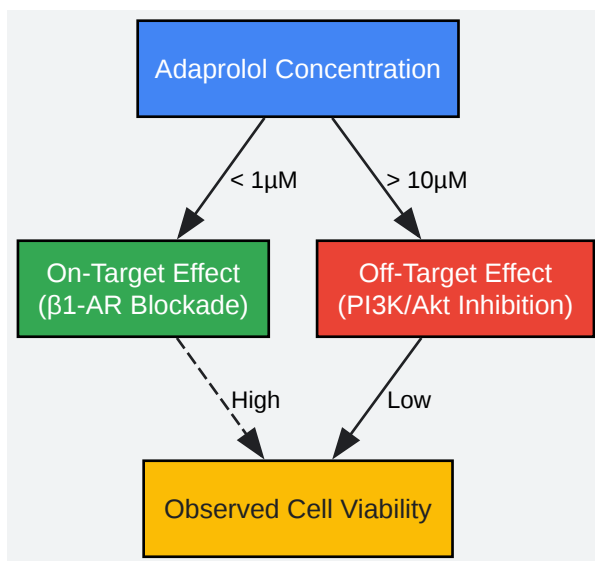 Adaprolol Concentration
< 1µM
> 10µM
On-Target Effect
(β1-AR Blockade)
Off-Target Effect
(PI3K/Akt Inhibition)
High
Low
Observed Cell Viability